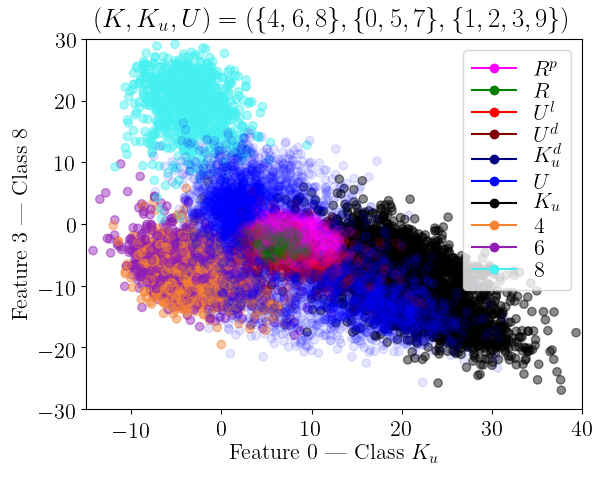 (K, K_u, U) = ({4, 6, 8}, {0, 5, 7}, {1, 2, 3, 9})
Feature 3 — Class 8
30
20
10
0
−10
−20
−30
R^p
R
U^l
U^d
K_u^d
U
K_u
4
6
8
−10
0
10
20
30
40
Feature 0 — Class K_u